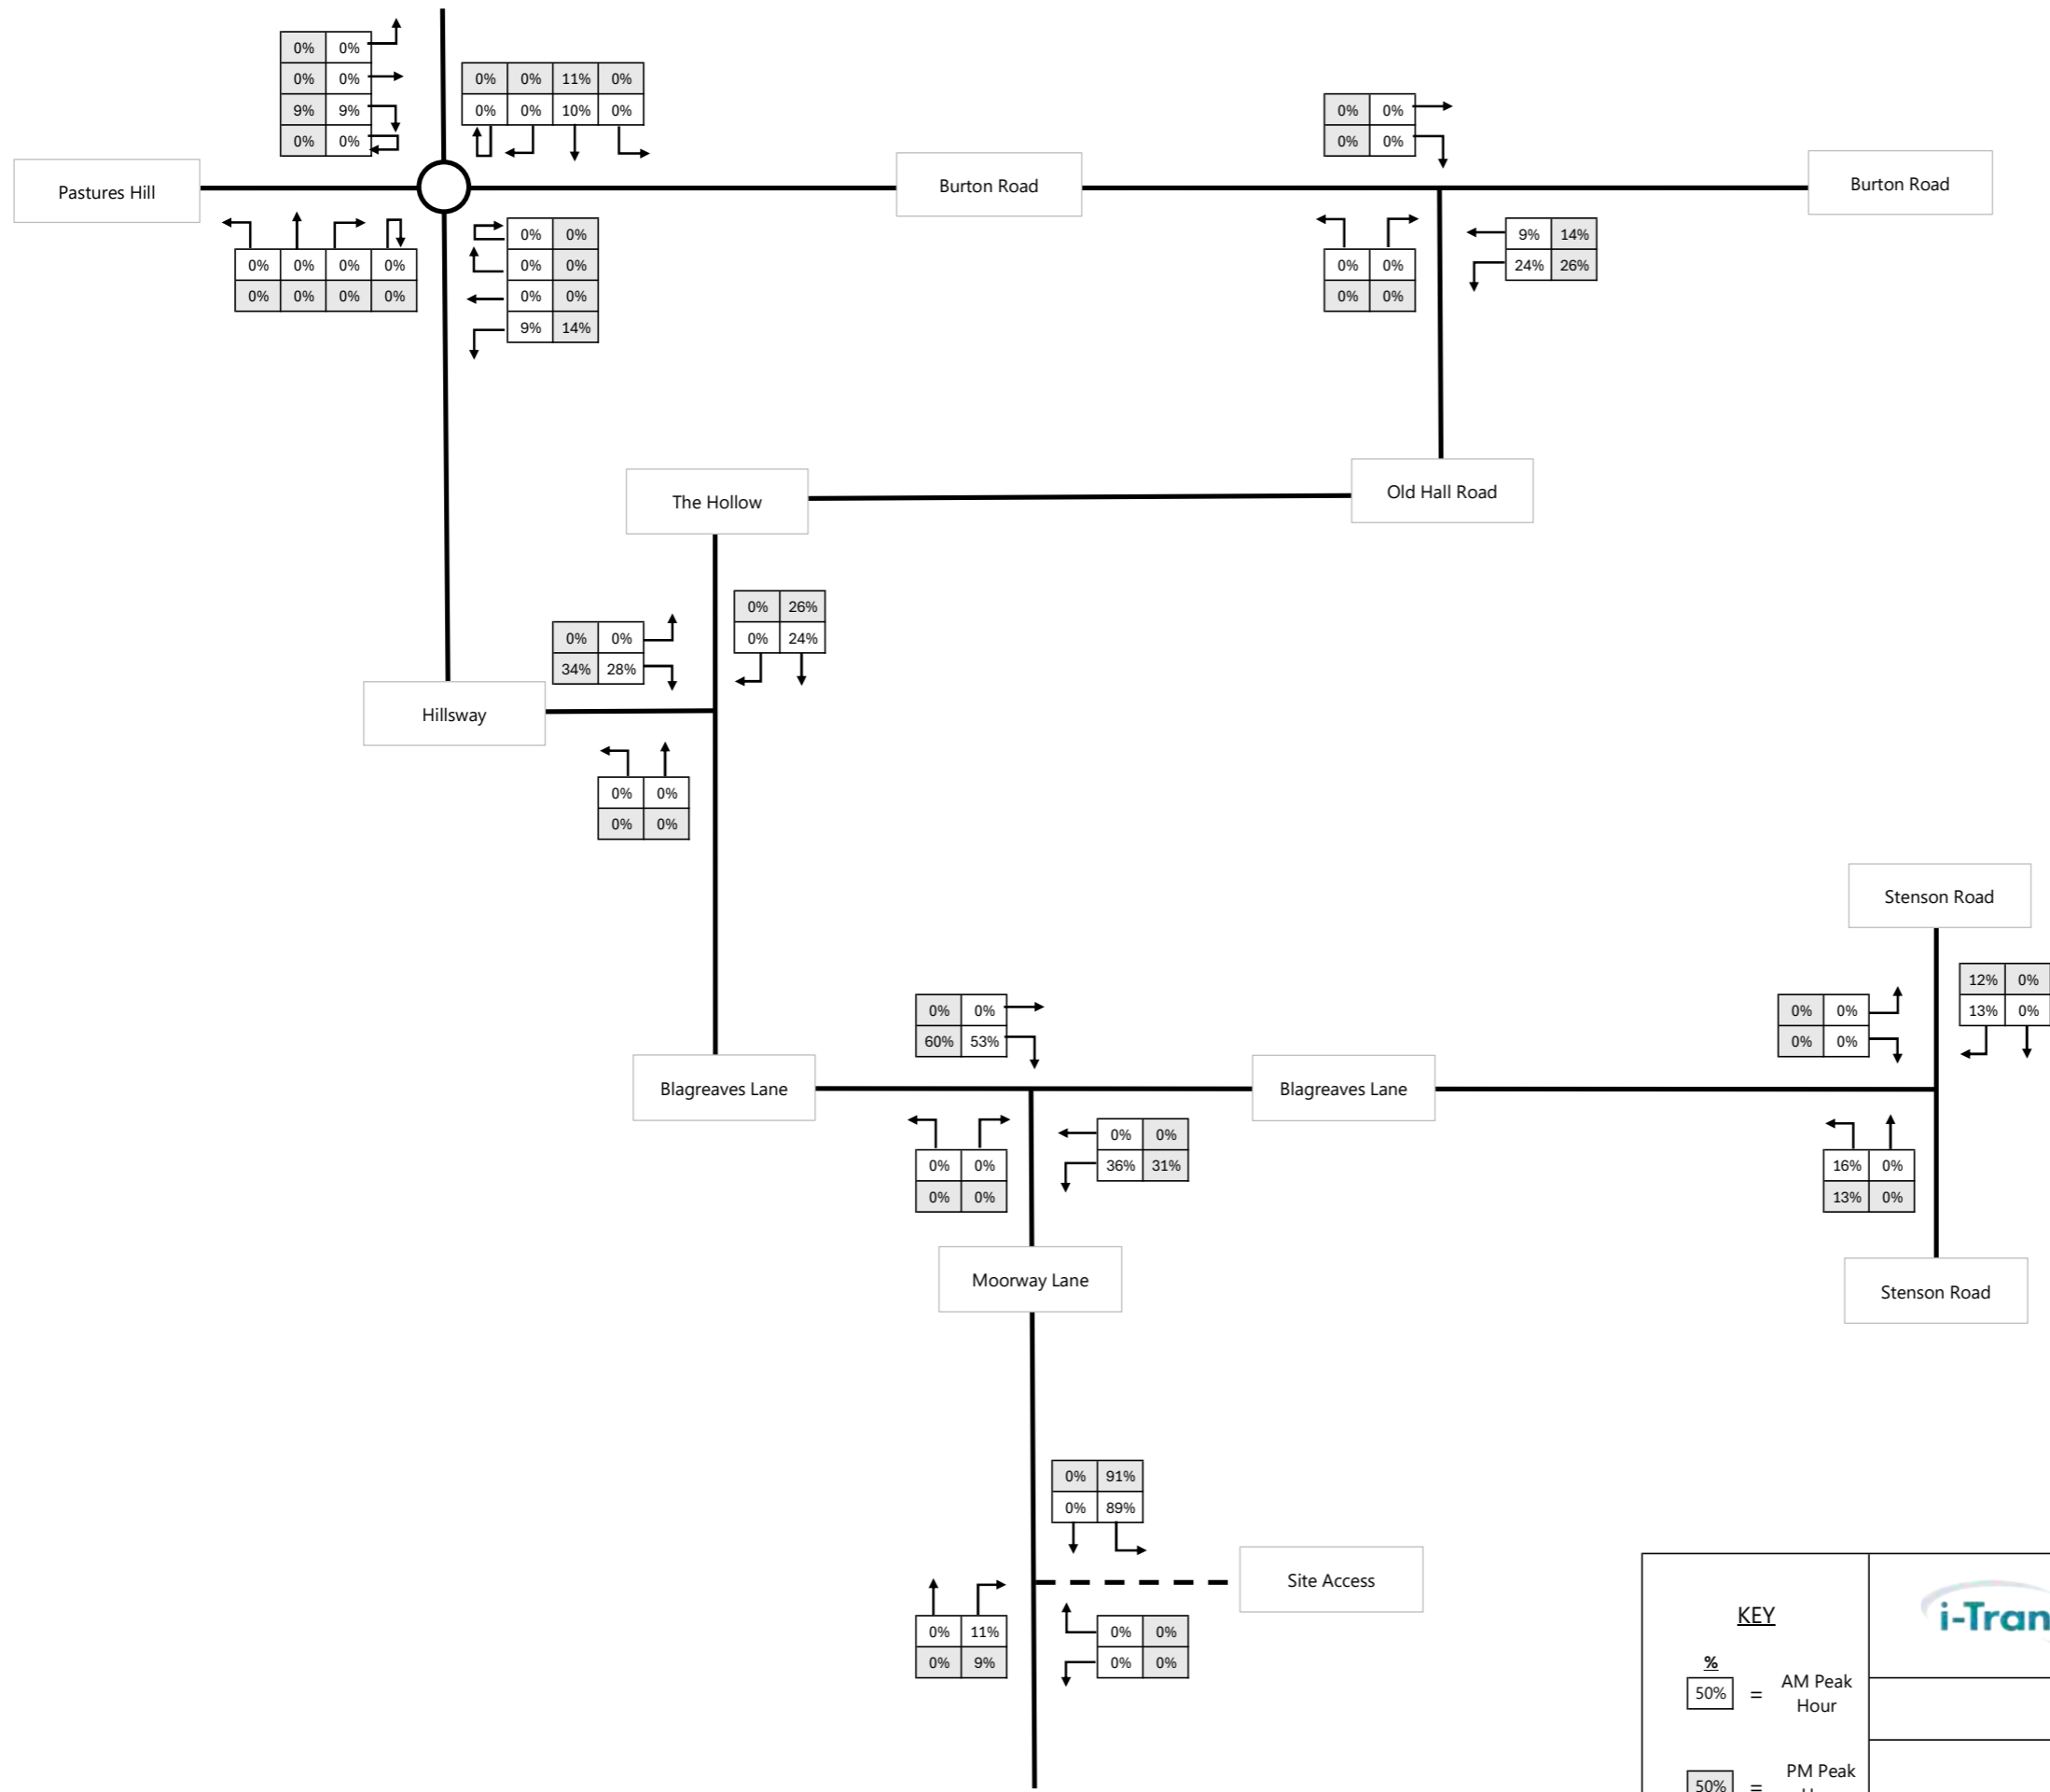 0% 0%
0% 0%
9% 9%
0% 0%
0% 0% 11% 0%
0% 0% 10% 0%
0% 0%
0% 0%
Pastures Hill
Burton Road
Burton Road
0% 0% 0% 0%
0% 0% 0% 0%
0% 0%
0% 0%
0% 0%
9% 14%
0% 0%
0% 0%
9% 14%
24% 26%
The Hollow
Old Hall Road
0% 0%
34% 28%
0% 26%
0% 24%
Hillsway
0% 0%
0% 0%
Stenson Road
0% 0%
60% 53%
0% 0%
0% 0%
12% 0%
13% 0%
Blagreaves Lane
Blagreaves Lane
0% 0%
0% 0%
0% 0%
36% 31%
16% 0%
13% 0%
Moorway Lane
Stenson Road
0% 91%
0% 89%
Site Access
0% 11%
0% 9%
0% 0%
0% 0%
KEY
i-Tran
%
50% = AM Peak
Hour
50% = PM Peak